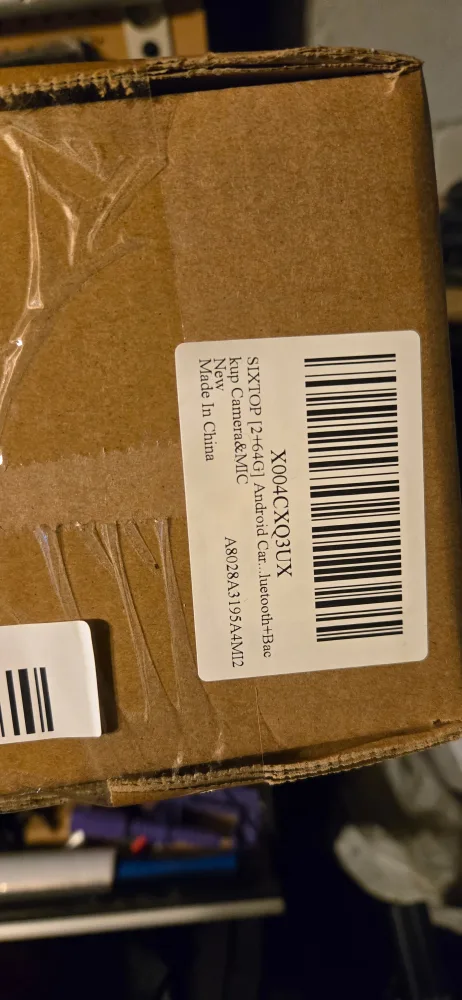 X004CXQ3UX
SIXTOP [2+64G] Android Car...luetooth+Bac
kup Camera&MIC
New
Made In China
A8028A3195A4MI2